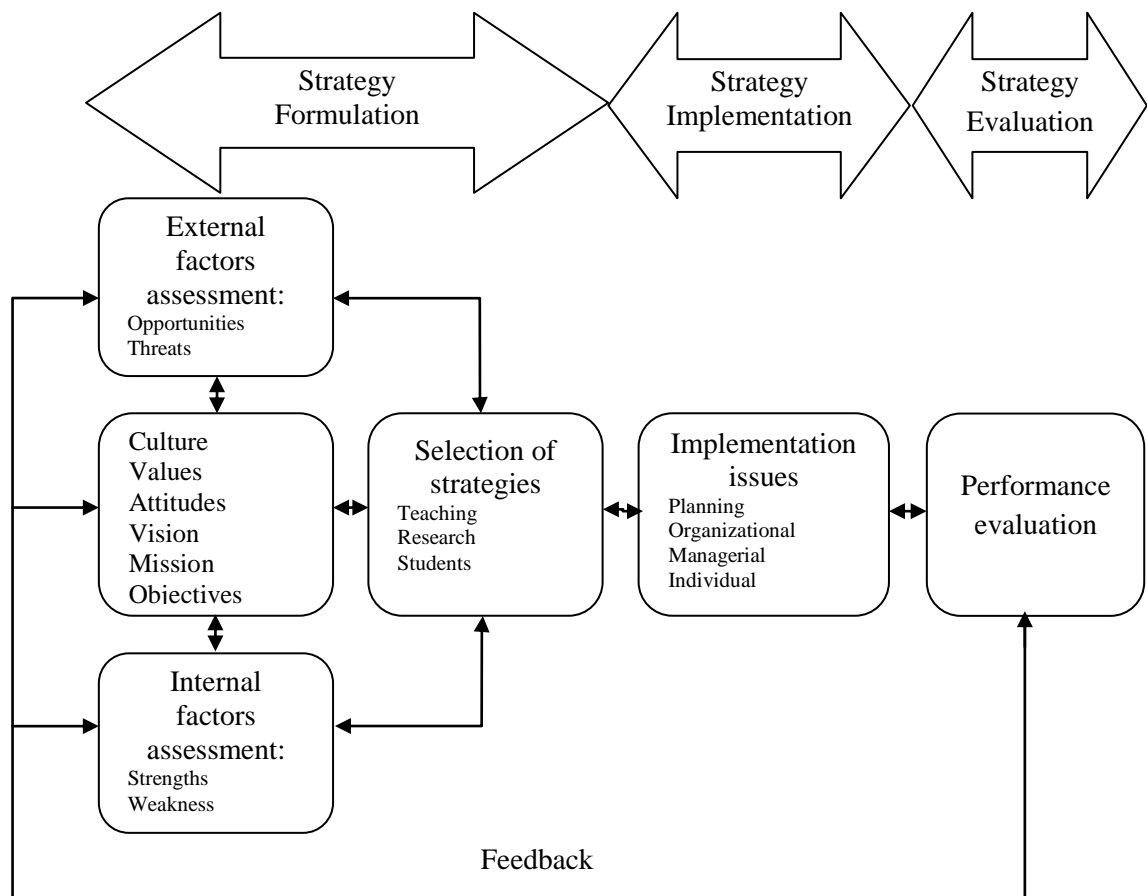 Strategy
Formulation
Strategy
Implementation
Strategy
Evaluation
External
factors
assessment:
Opportunities
Threats
Culture
Values
Attitudes
Vision
Mission
Objectives
Selection of
strategies
Teaching
Research
Students
Implementation
issues
Planning
Organizational
Managerial
Individual
Performance
evaluation
Internal
factors
assessment:
Strengths
Weakness
Feedback